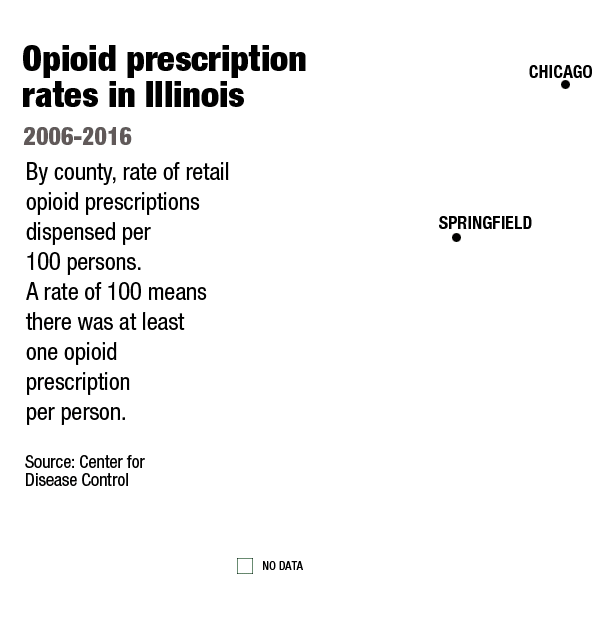 Opioid prescription
rates in Illinois
2006-2016
By county, rate of retail
opioid prescriptions
dispensed per
100 persons.
A rate of 100 means
there was at least
one opioid
prescription
per person.
Source: Center for
Disease Control
CHICAGO
SPRINGFIELD
NO DATA